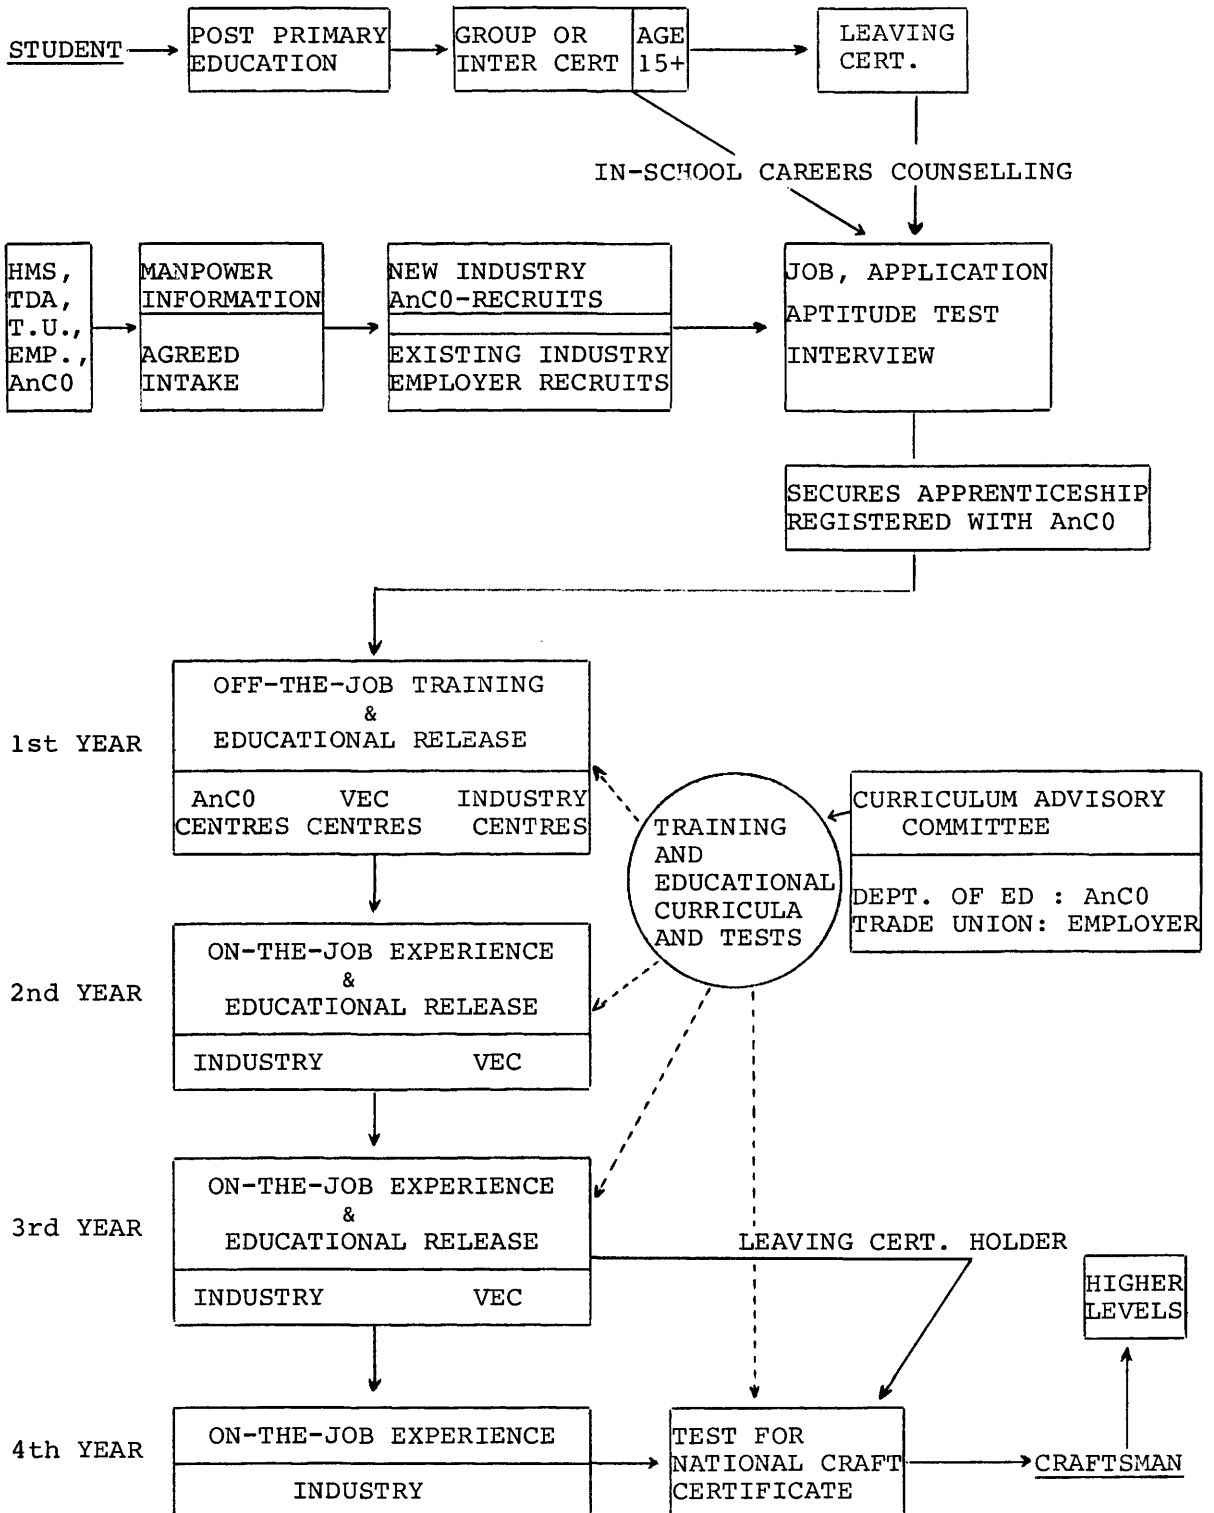 STUDENT
POST PRIMARY
EDUCATION
GROUP OR
INTER CERT
AGE
15+
LEAVING
CERT.
IN-SCHOOL CAREERS COUNSELLING
HMS,
TDA,
T.U.,
EMP.,
AnC0
MANPOWER
INFORMATION
AGREED
INTAKE
NEW INDUSTRY
AnC0-RECRUITS
EXISTING INDUSTRY
EMPLOYER RECRUITS
JOB, APPLICATION
APTITUDE TEST
INTERVIEW
SECURES APPRENTICESHIP
REGISTERED WITH AnC0
1st YEAR
OFF-THE-JOB TRAINING
&
EDUCATIONAL RELEASE
AnC0 VEC INDUSTRY
CENTRES CENTRES CENTRES
TRAINING
AND
EDUCATIONAL
CURRICULA
AND TESTS
CURRICULUM ADVISORY
COMMITTEE
DEPT. OF ED : AnC0
TRADE UNION: EMPLOYER
2nd YEAR
ON-THE-JOB EXPERIENCE
&
EDUCATIONAL RELEASE
INDUSTRY VEC
3rd YEAR
ON-THE-JOB EXPERIENCE
&
EDUCATIONAL RELEASE
INDUSTRY VEC
LEAVING CERT. HOLDER
HIGHER
LEVELS
4th YEAR
ON-THE-JOB EXPERIENCE
INDUSTRY
TEST FOR
NATIONAL CRAFT
CERTIFICATE
CRAFTSMAN